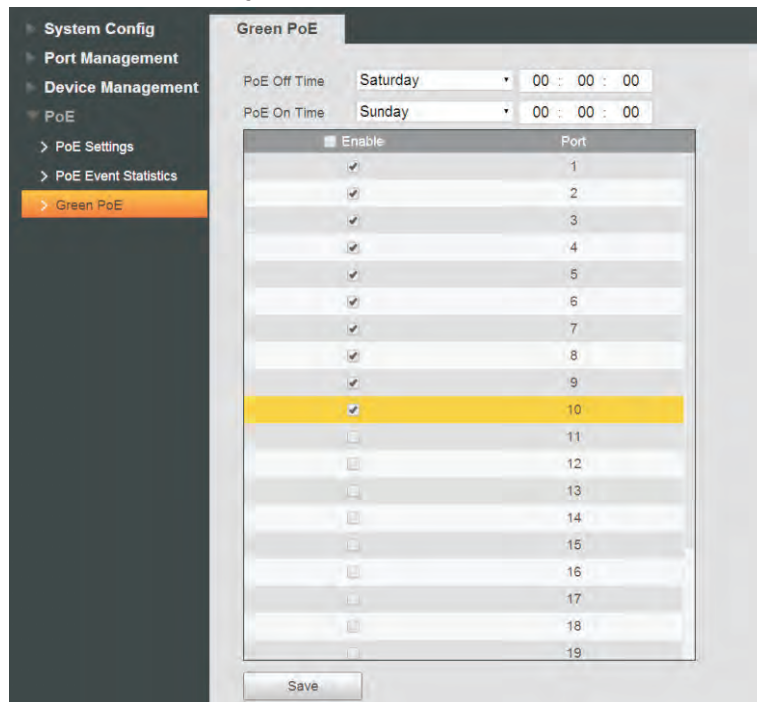 System Config
Port Management
Device Management
PoE
PoE Settings
PoE Event Statistics
Green PoE
Green PoE
PoE Off Time Saturday 00 : 00 : 00
PoE On Time Sunday 00 : 00 : 00
Enable Port
1
2
3
4
5
6
7
8
9
10
11
12
13
14
15
16
17
18
19
Save